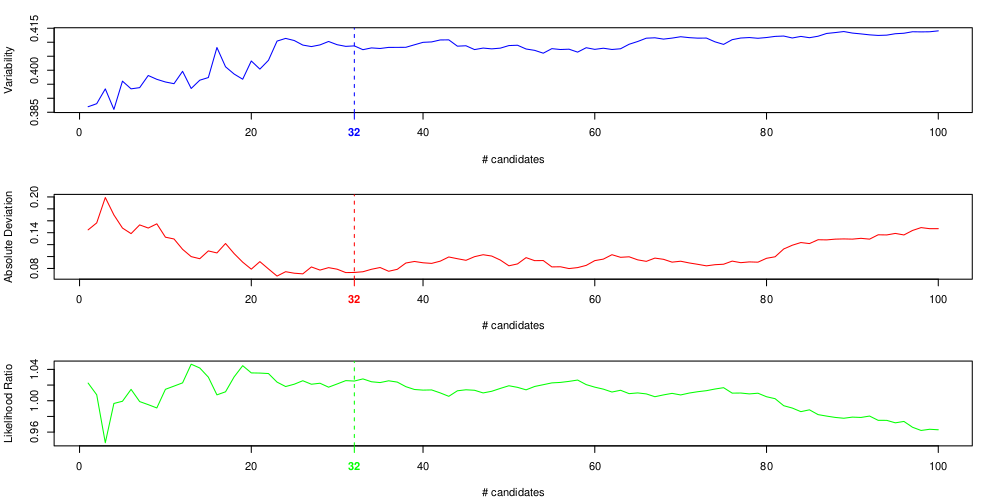 Variability
0.385 0.400 0.415
0 20 32 40 60 80 100
# candidates
Absolute Deviation
0.08 0.14 0.20
0 20 32 40 60 80 100
# candidates
Likelihood Ratio
0.96 1.00 1.04
0 20 32 40 60 80 100
# candidates